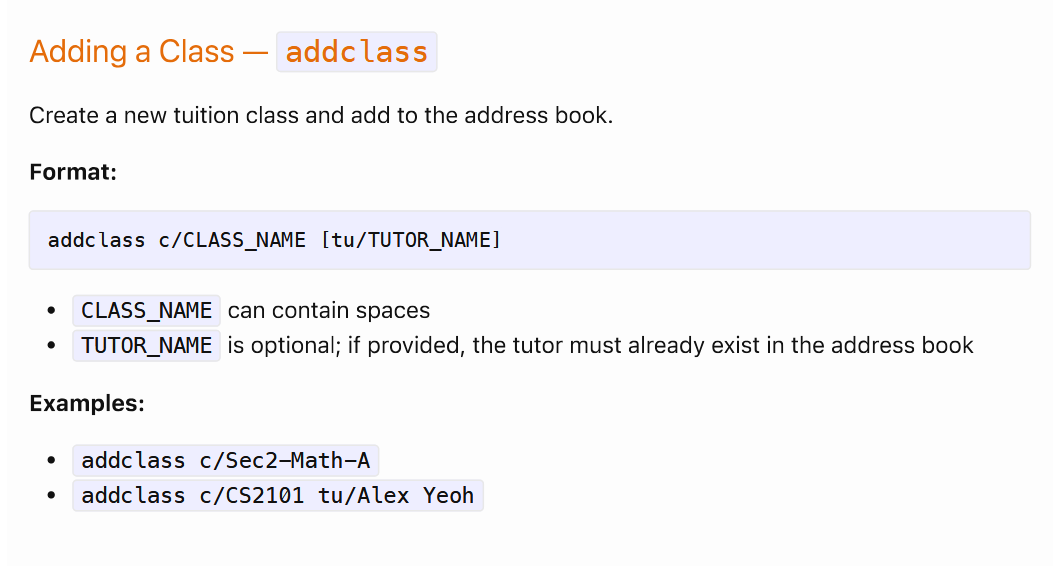 Adding a Class — addclass
Create a new tuition class and add to the address book.
Format:
addclass c/CLASS_NAME [tu/TUTOR_NAME]
• CLASS_NAME can contain spaces
• TUTOR_NAME is optional; if provided, the tutor must already exist in the address book
Examples:
• addclass c/Sec2-Math-A
• addclass c/CS2101 tu/Alex Yeoh